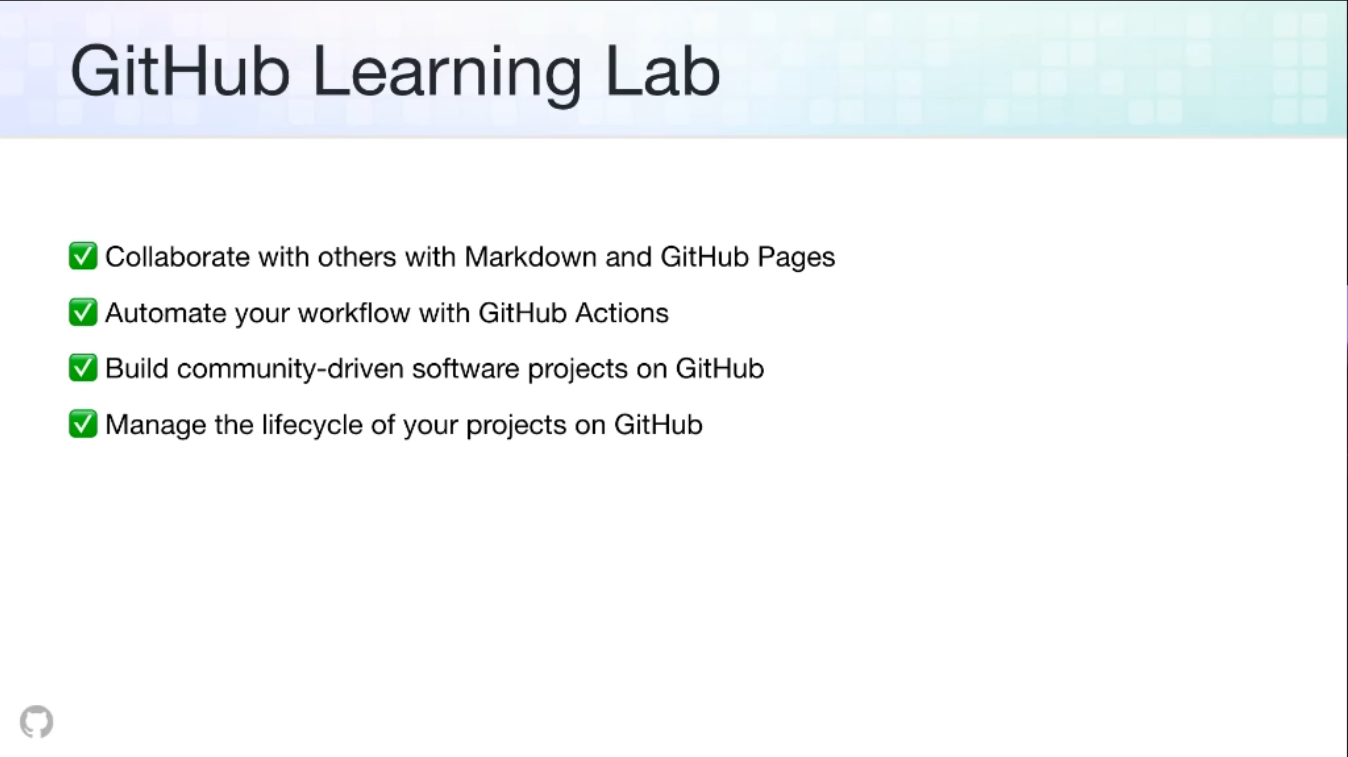 GitHub Learning Lab
✅ Collaborate with others with Markdown and GitHub Pages
✅ Automate your workflow with GitHub Actions
✅ Build community-driven software projects on GitHub
✅ Manage the lifecycle of your projects on GitHub